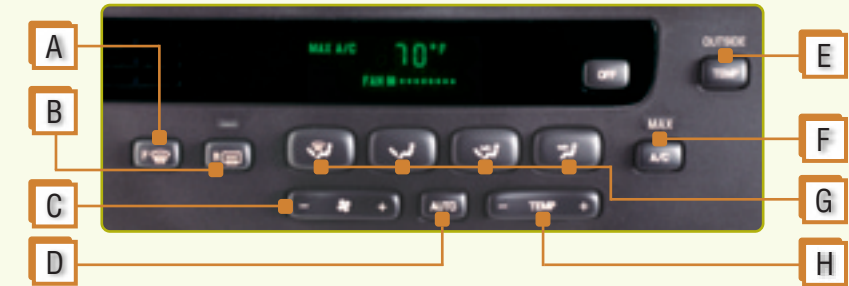 A
B
C
D
MAX A/C 70°F
FAN
OFF
OUTSIDE
TEMP
F
R
MAX
A/C
- +
AUTO
- TEMP +
E
F
G
H